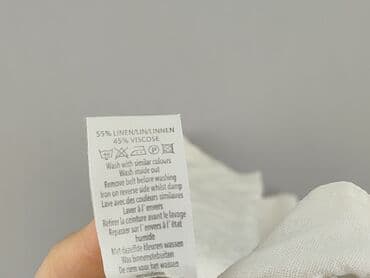 55% LINEN/LIN/LINNEN
45% VISCOSE
Wash with similar colours
Wash inside out
Remove belt before washing
Iron on reverse side whilst damp
Lave avec des couleurs similaires
Laver à l'envers
Retirer la ceinture avant le lavage
Repasser sur l'envers à l'état
humide
Met dezelfde kleuren wassen
Was binnenstebuiten